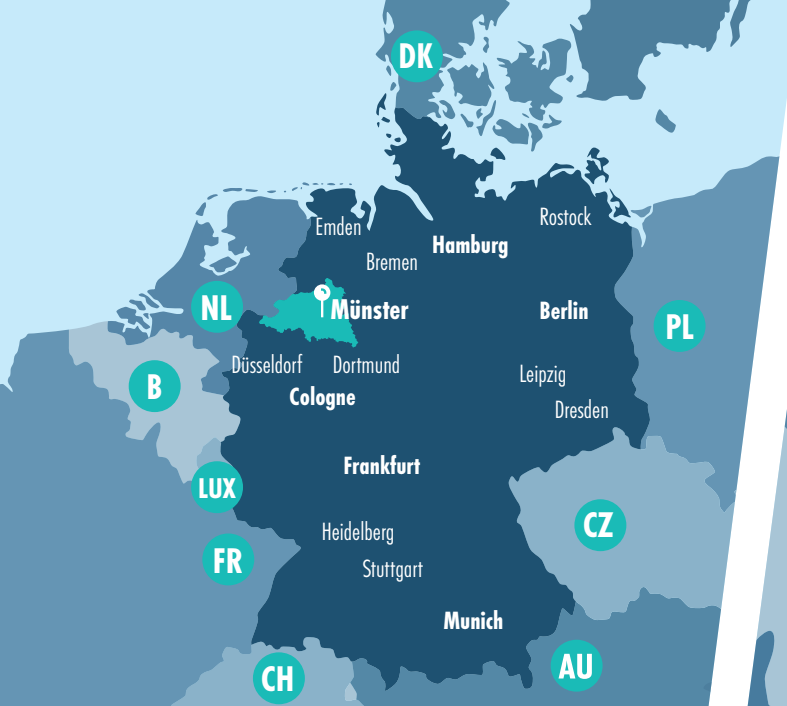 DK
Rostock
Emden
Hamburg
Bremen
NL
Münster
Berlin
PL
Düsseldorf
Dortmund
Leipzig
B
Cologne
Dresden
Frankfurt
LUX
CZ
Heidelberg
FR
Stuttgart
Munich
AU
CH